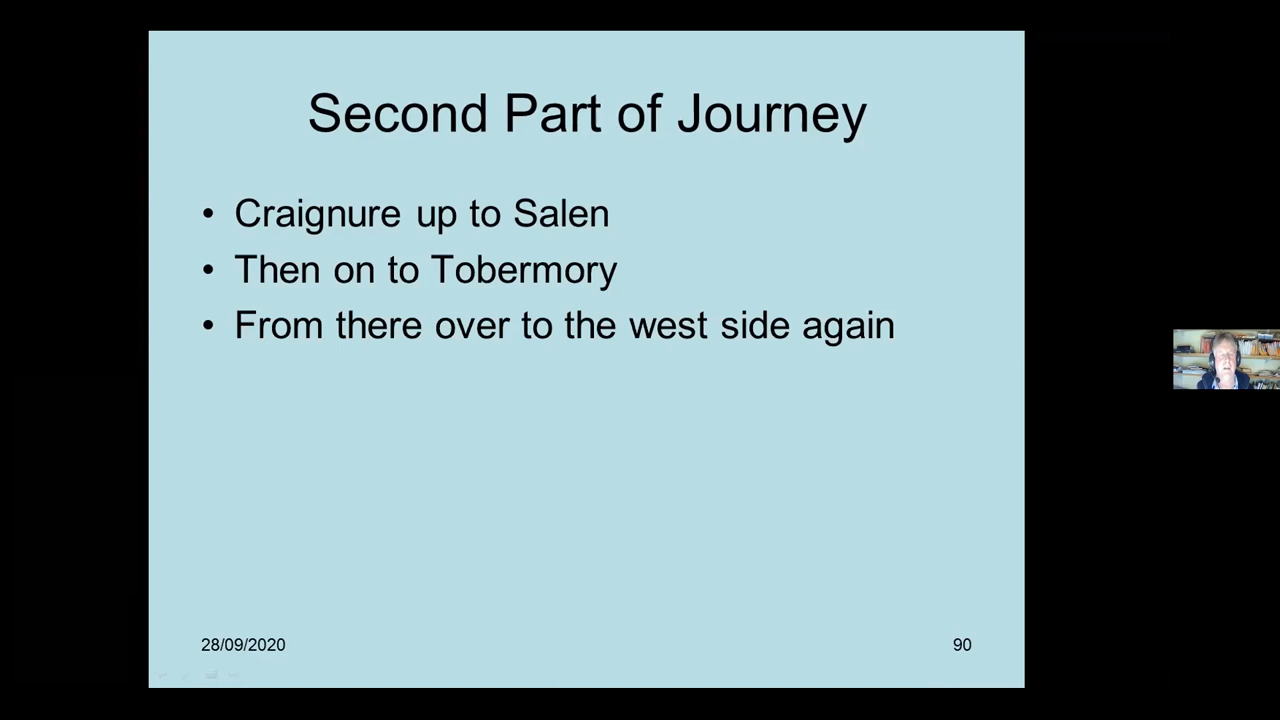 Second Part of Journey
• Craignure up to Salen
• Then on to Tobermory
• From there over to the west side again
28/09/2020
90